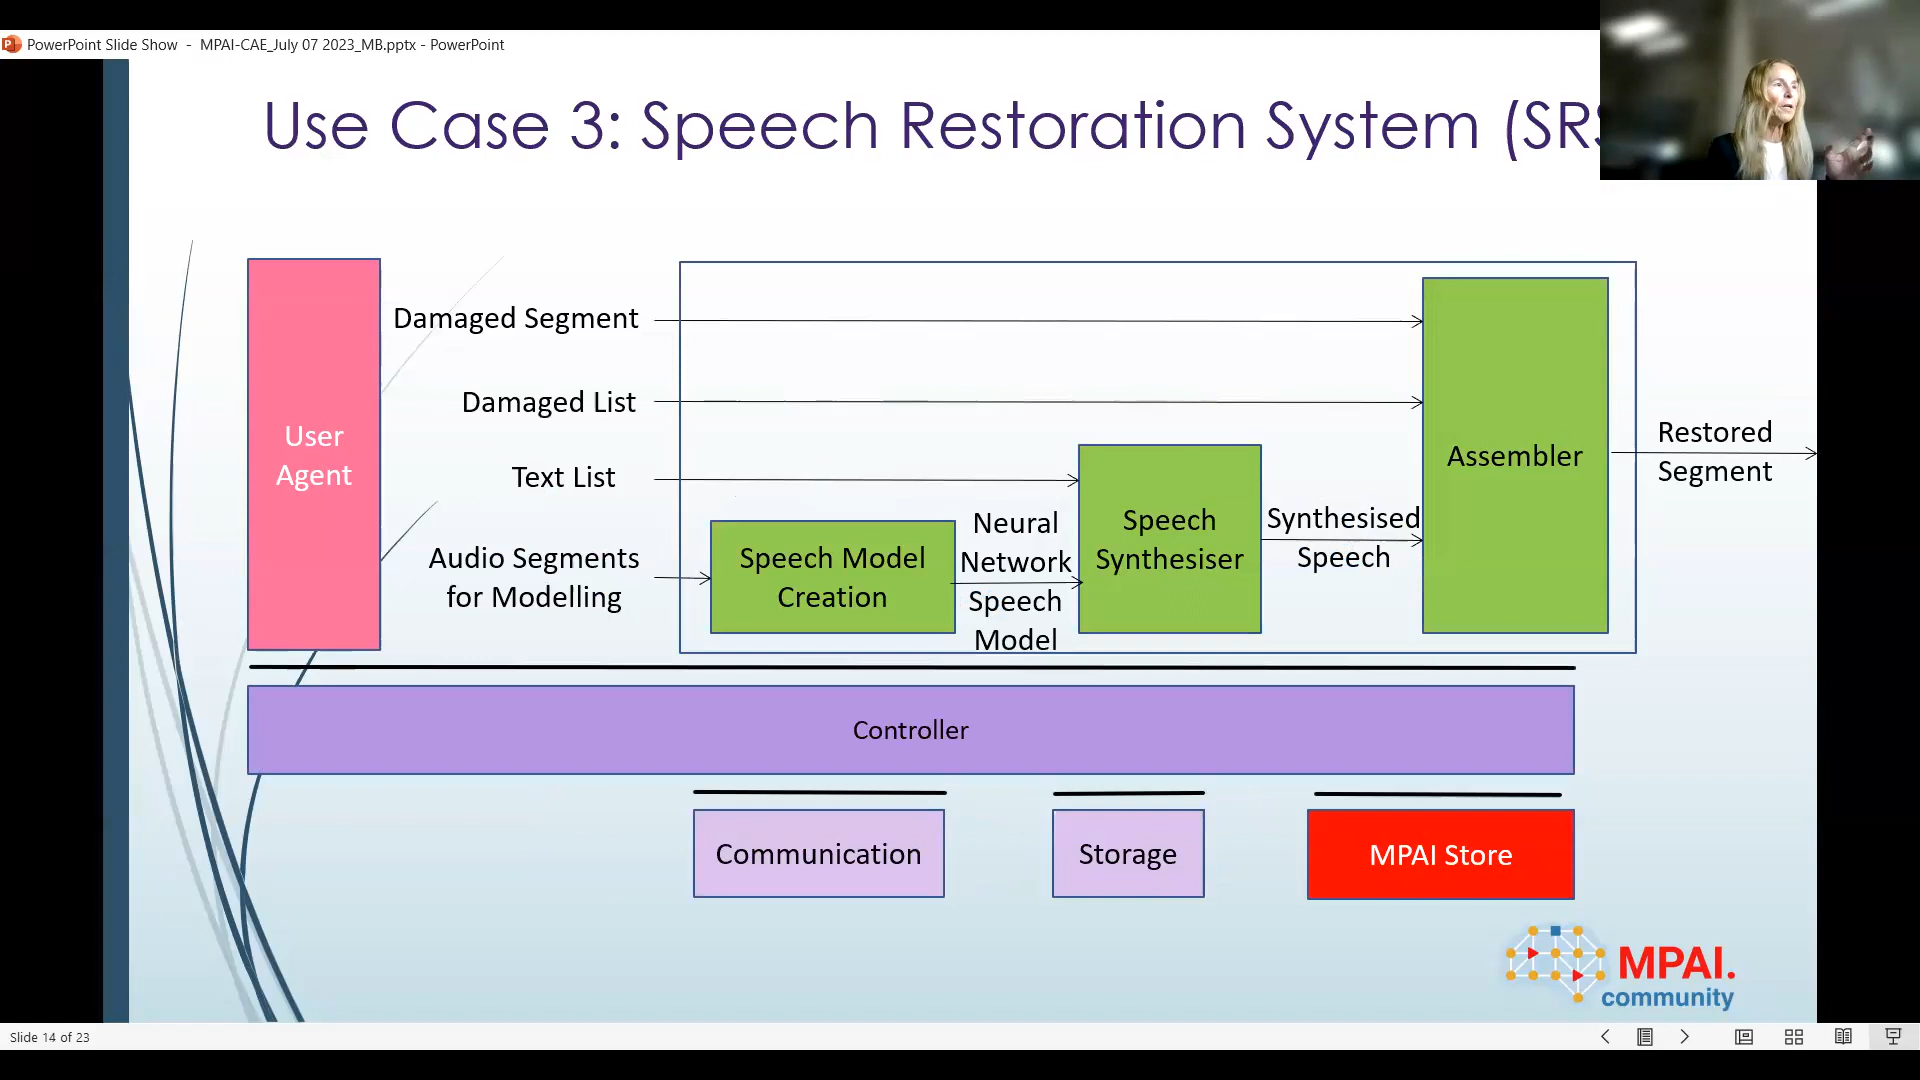 PowerPoint Slide Show - MPAI-CAE_July 07 2023_MB.pptx - PowerPoint
Use Case 3: Speech Restoration System (SRS
Damaged Segment
Damaged List
Text List
Audio Segments
for Modelling
User
Agent
Speech Model
Creation
Neural
Network
Speech
Model
Speech
Synthesiser
Synthesised
Speech
Assembler
Restored
Segment
Controller
Communication
Storage
MPAI Store
MPAI.
community
Slide 14 of 23